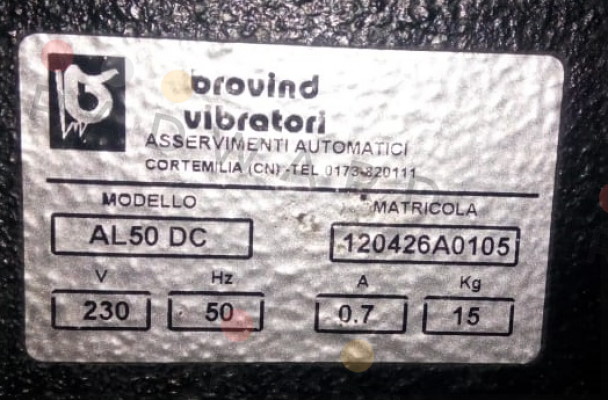 brovind
vibratori
ASSERVIMENTI AUTOMATICI
CORTEMILIA (CN) -TEL 0173-820111
MODELLO
MATRICOLA
AL50 DC
120426A0105
V
Hz
A
Kg
230
50
0.7
15